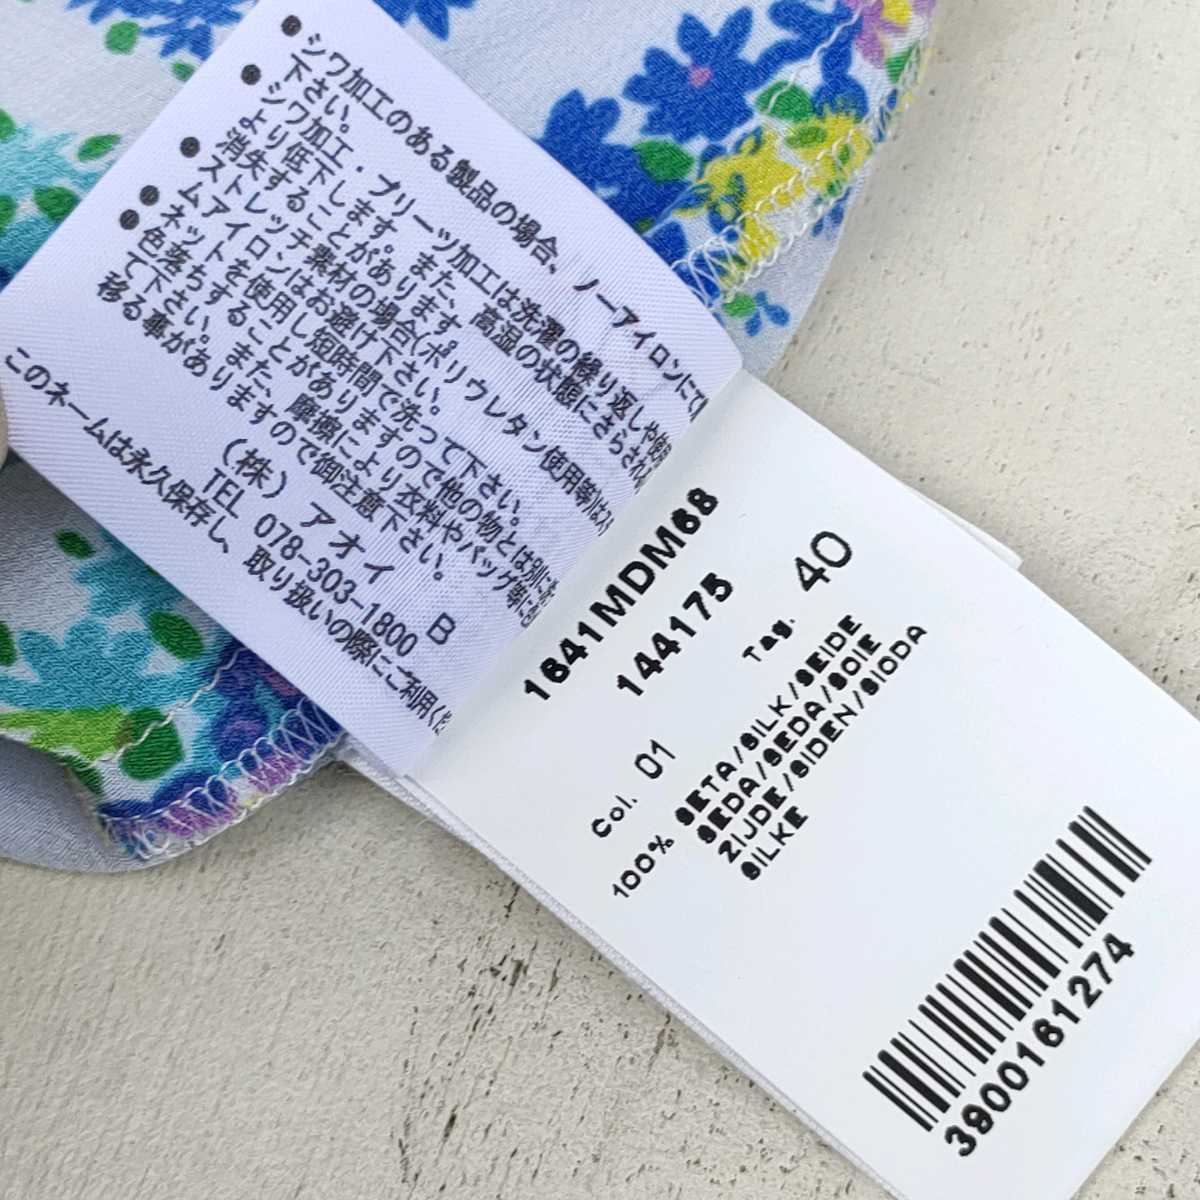 ●シワ加工のある製品の場合、ノーアイロンにて
下さい。
●シワ加工・プリーツ加工は洗濯の繰り返しや
より低下します。また、高湿の状態にさらされ
消失することがあります。
●ストレッチ素材の場合(ポリウレタン使用等)はス
ムアイロンはお避け下さい。
●ネットを使用し短時間で洗って下さい。
●色落ちすることがありますので他の物とは別に
て下さい。また、摩擦により衣料やバッグ等に
移る事がありますので御注意下さい。
(株) アオイ B
TEL 078-303-1800
このネームは永久保存し、取り扱いの際にご利用くだ
1641MDM68
144175
Tag. 40
Col. 01
100% SETA/SILK/SEIDE
SEDA/SEDA/SOIE
ZIJDE/SIDEN/SIODA
SILKE
3900161274